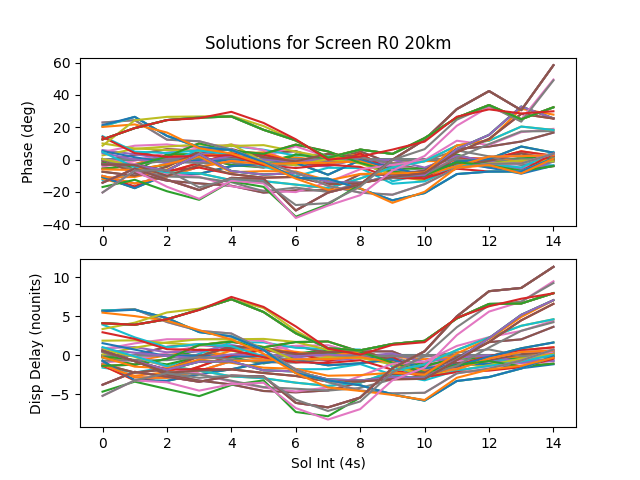 Solutions for Screen R0 20km
60
40
20
0
−20
−40
Phase (deg)
0 2 4 6 8 10 12 14
10
5
0
−5
Disp Delay (nounits)
0 2 4 6 8 10 12 14
Sol Int (4s)